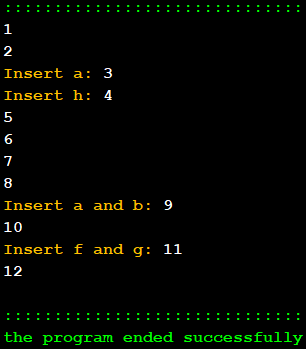 ::::::::::::::::::::::::::::::
1
2
Insert a: 3
Insert h: 4
5
6
7
8
Insert a and b: 9
10
Insert f and g: 11
12
::::::::::::::::::::::::::::::
the program ended successfully